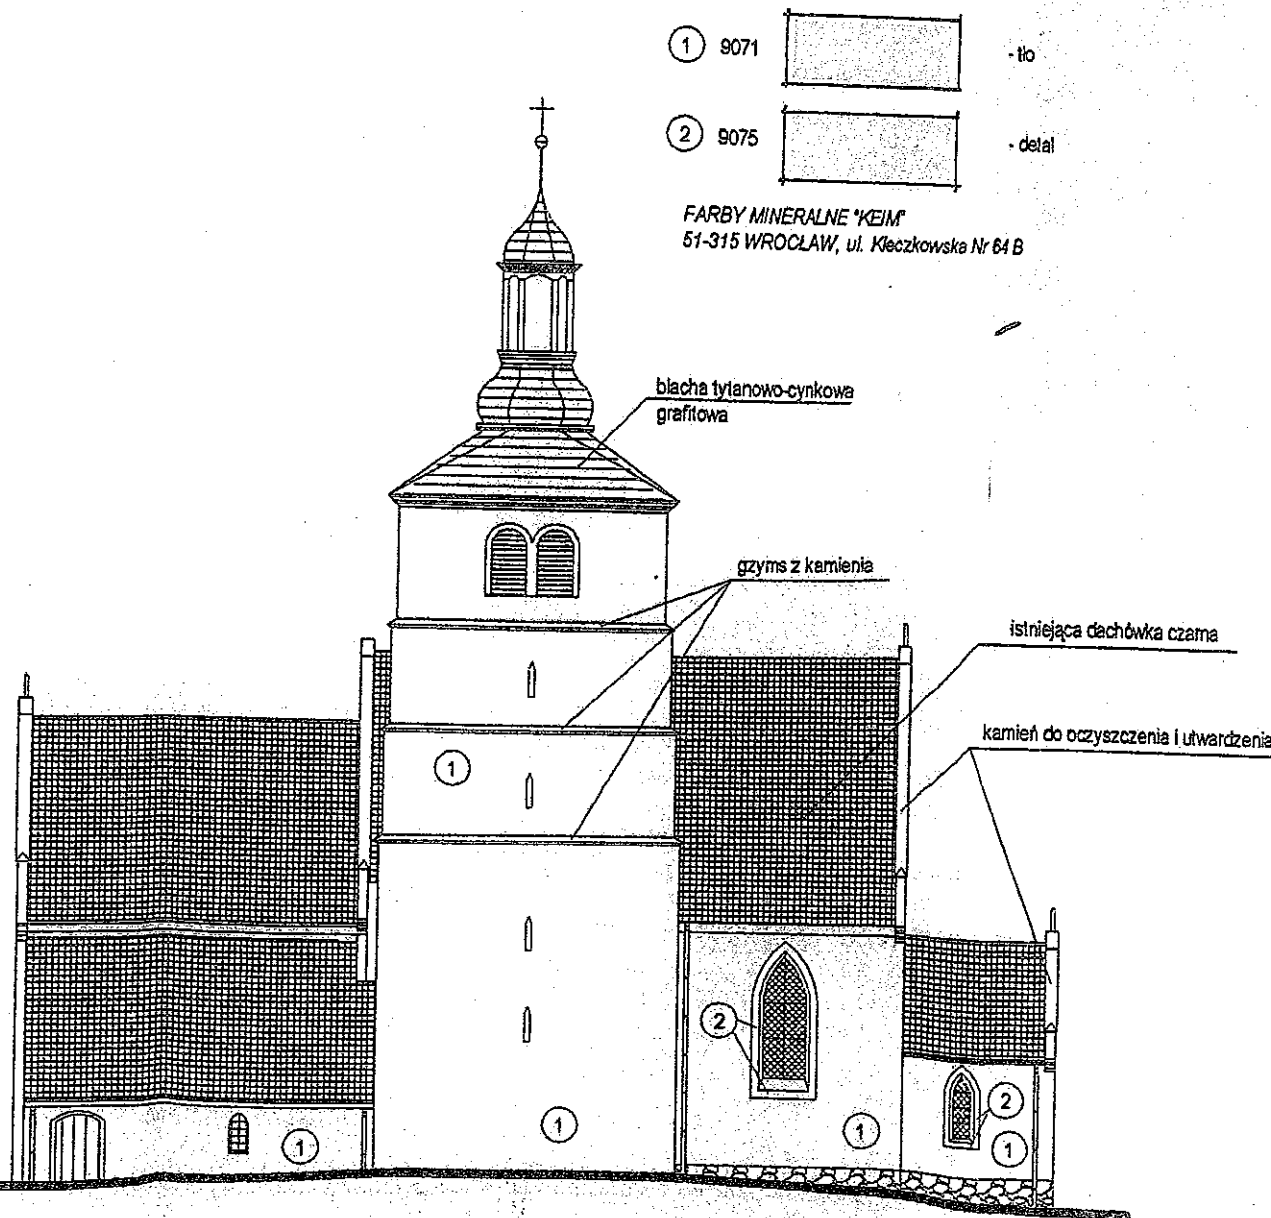 1 9071 - tło
2 9075 - detal
FARBY MINERALNE "KEIM"
51-315 WROCŁAW, ul. Kleczkowska Nr 64 B
blacha tytanowo-cynkowa
grafitowa
gzyms z kamienia
istniejąca dachówka czarna
kamień do oczyszczenia i utwardzenia
1
2
2
1
1
1
1